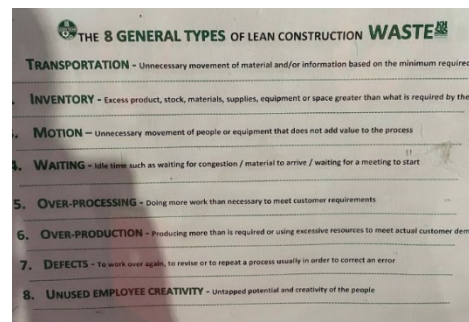 THE 8 GENERAL TYPES OF LEAN CONSTRUCTION WASTE
TRANSPORTATION - Unnecessary movement of material and/or information based on the minimum required
INVENTORY - Excess product, stock, materials, supplies, equipment or space greater than what is required by the
MOTION – Unnecessary movement of people or equipment that does not add value to the process
4. WAITING - Idle time such as waiting for congestion / material to arrive / waiting for a meeting to start
5. OVER-PROCESSING - Doing more work than necessary to meet customer requirements
6. OVER-PRODUCTION - Producing more than is required or using excessive resources to meet actual customer dem
7. DEFECTS - To work over again, to revise or to repeat a process usually in order to correct an error
8. UNUSED EMPLOYEE CREATIVITY - Untapped potential and creativity of the people